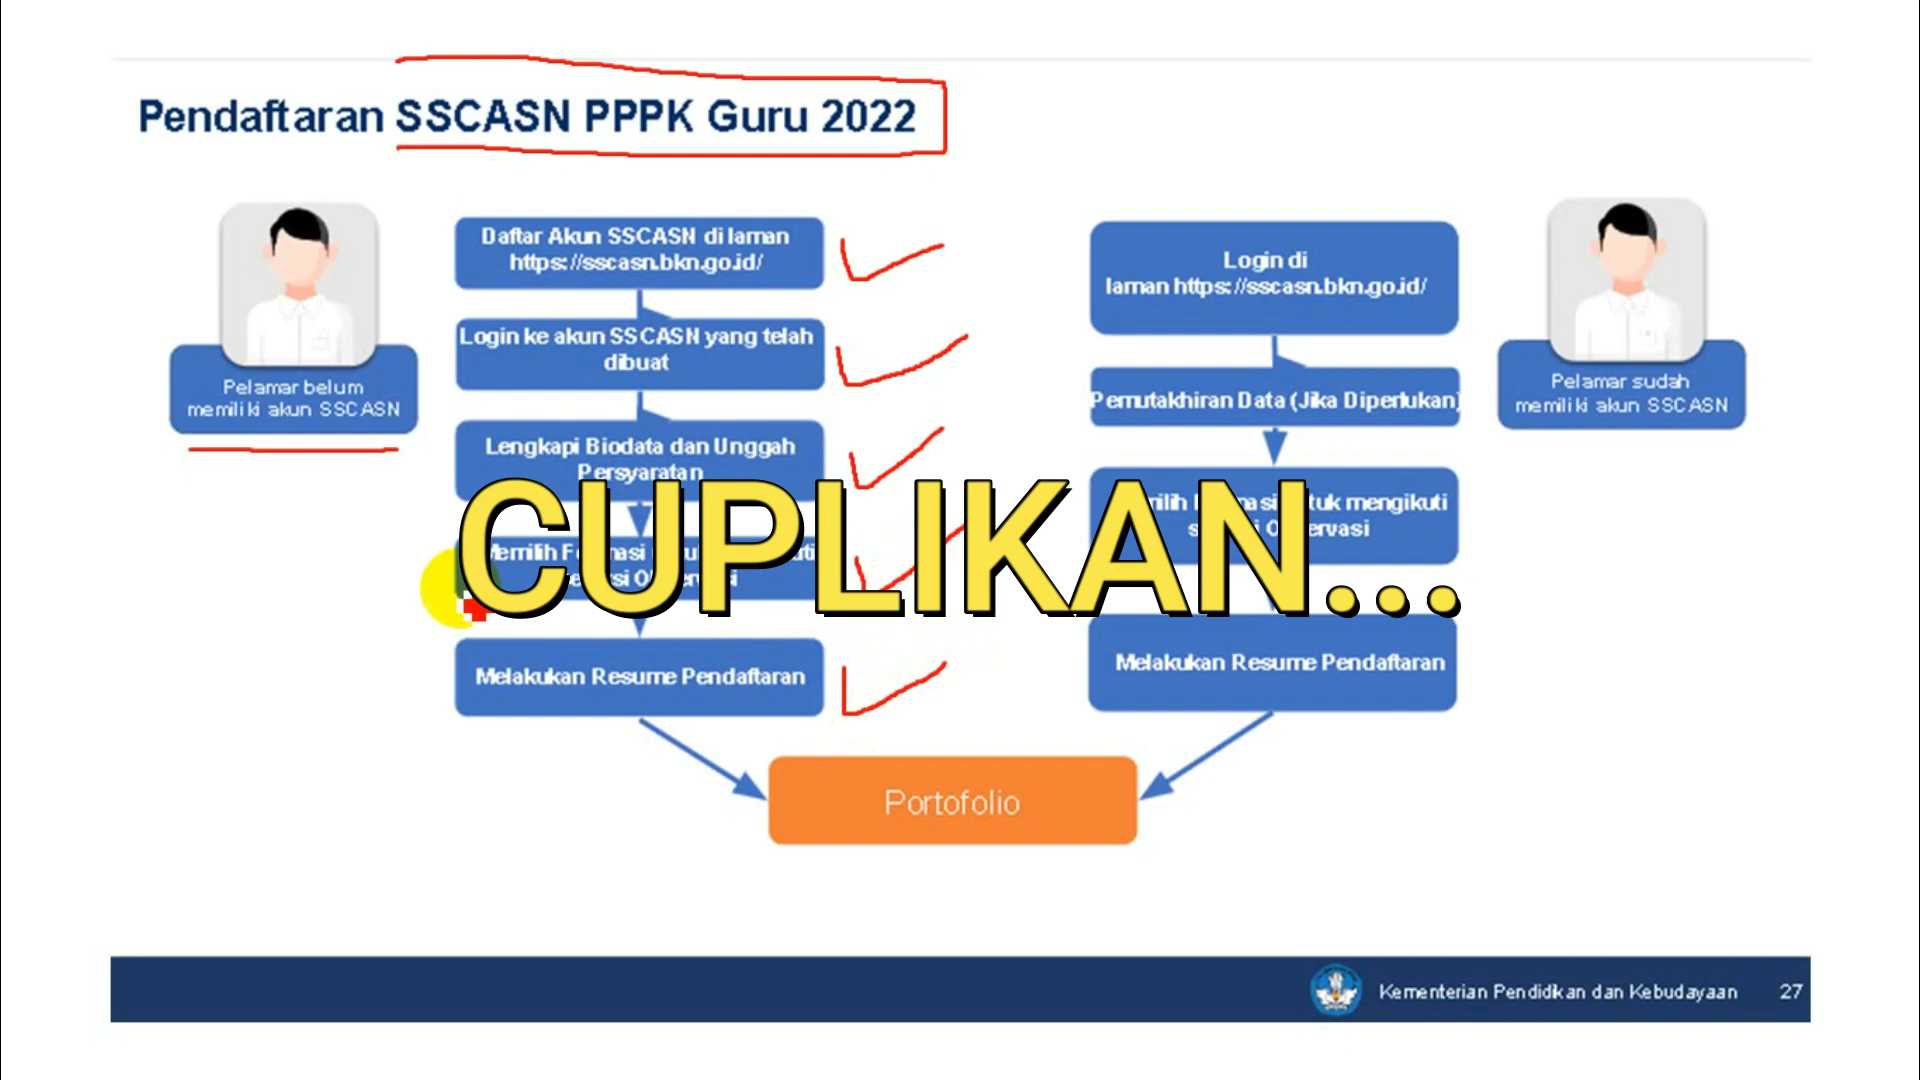 Pendaftaran SSCASN PPPK Guru 2022
Pelamar belum
memiliki akun SSCASN
Daftar Akun SSCASN di laman
https://sscasn.bkn.go.id/
Login ke akun SSCASN yang telah
dibuat
Lengkapi Biodata dan Unggah
Persyaratan
Memilih
Melakukan Resume Pendaftaran
Login di
laman https://sscasn.bkn.go.id/
Pemutakhiran Data (Jika Diperlukan)
mengikuti
Melakukan Resume Pendaftaran
Pelamar sudah
memiliki akun SSCASN
CUPLIKAN...
Portofolio
Kementerian Pendidikan dan Kebudayaan
27